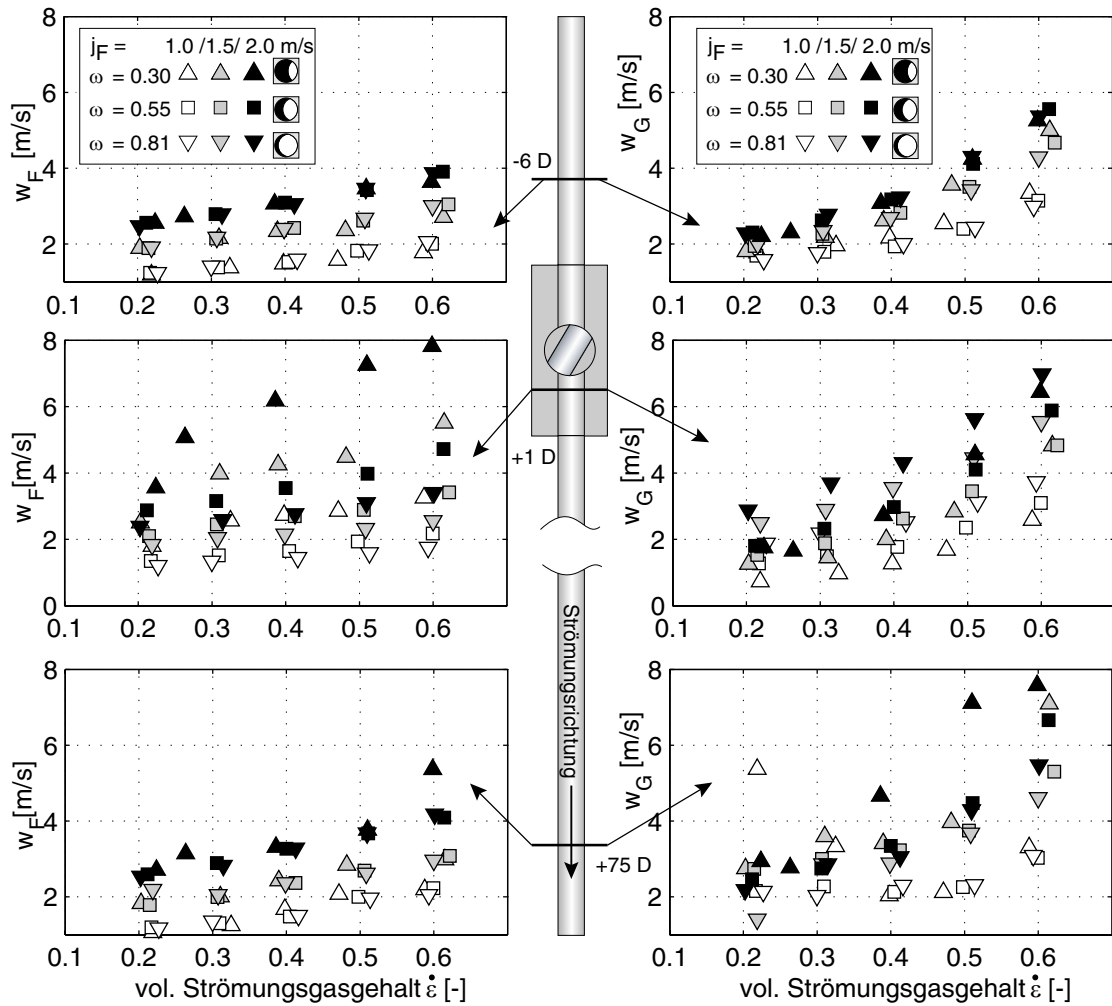 j_F = 1.0 /1.5/ 2.0 m/s
ω = 0.30
ω = 0.55
ω = 0.81
w_F [m/s]
8
6
4
2
0.1 0.2 0.3 0.4 0.5 0.6
-6 D
j_F = 1.0 /1.5/ 2.0 m/s
ω = 0.30
ω = 0.55
ω = 0.81
w_G [m/s]
8
6
4
2
0.1 0.2 0.3 0.4 0.5 0.6
w_F[m/s]
8
6
4
2
0
0.1 0.2 0.3 0.4 0.5 0.6
+1 D
w_G [m/s]
8
6
4
2
0
0.1 0.2 0.3 0.4 0.5 0.6
Strömungsrichtung
w_F[m/s]
8
6
4
2
0.1 0.2 0.3 0.4 0.5 0.6
vol. Strömungsgasgehalt ε̇ [-]
+75 D
w_G [m/s]
8
6
4
2
0.1 0.2 0.3 0.4 0.5 0.6
vol. Strömungsgasgehalt ε̇ [-]